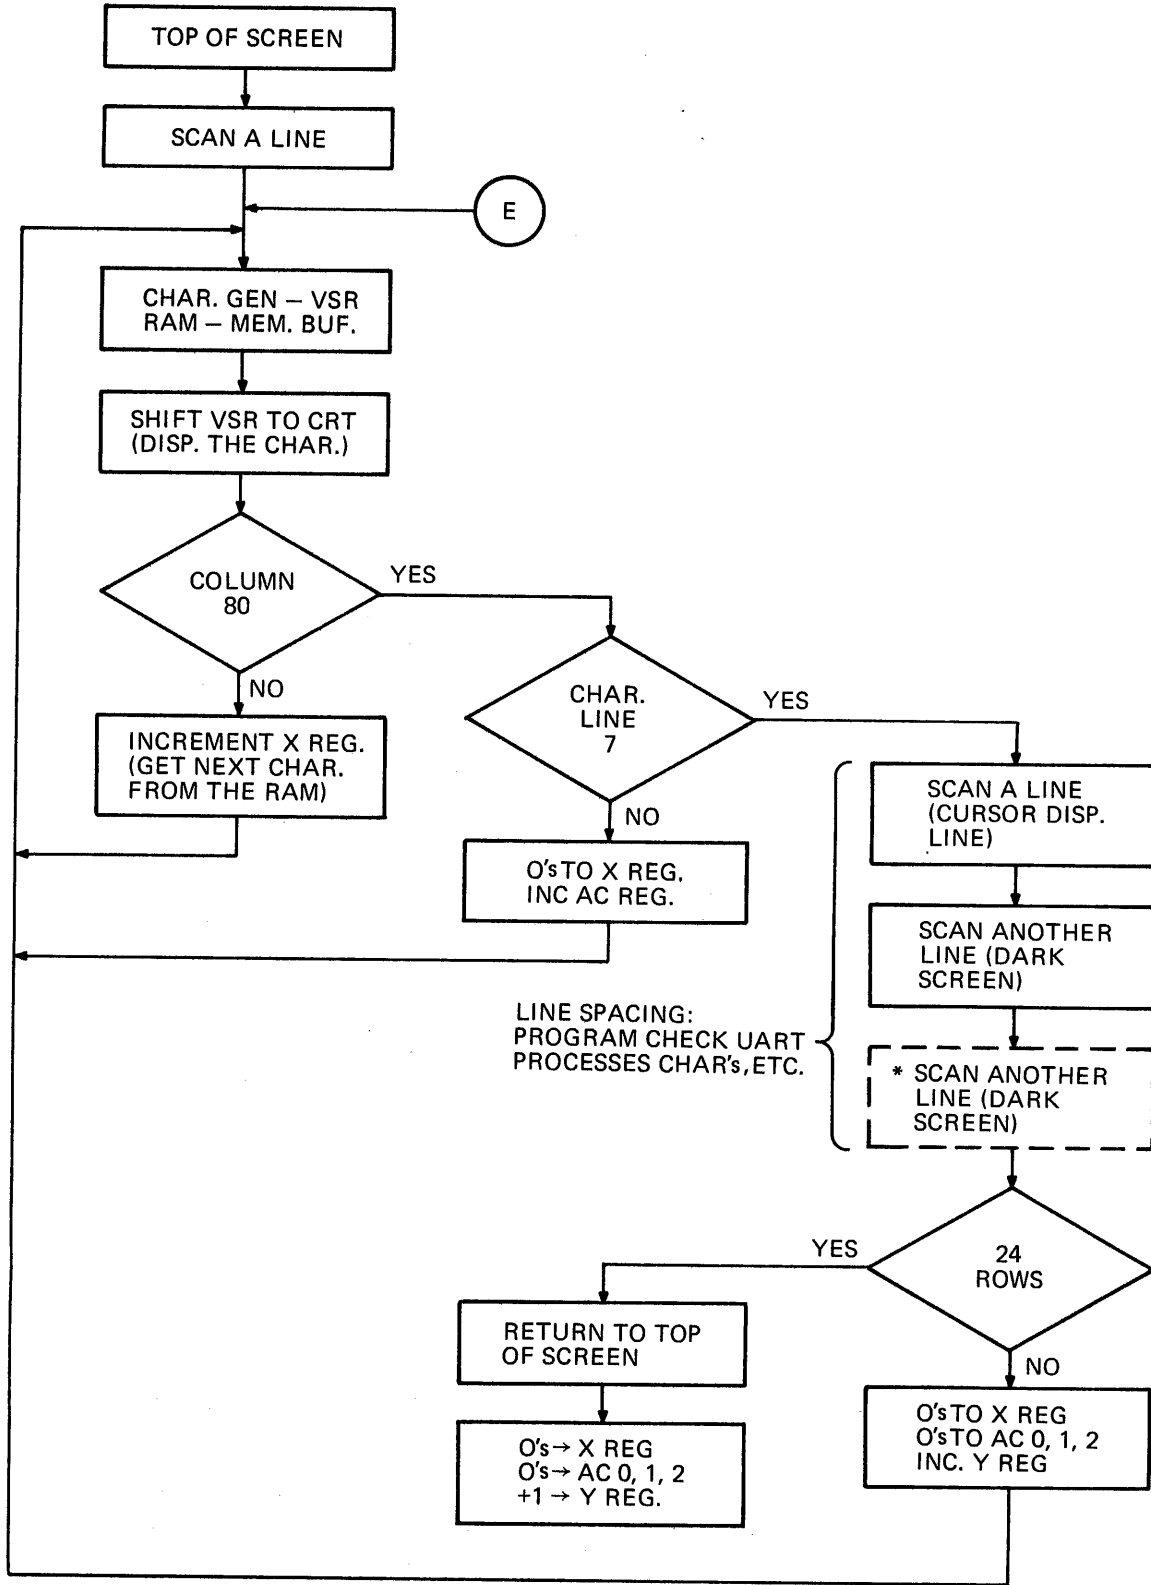 TOP OF SCREEN
SCAN A LINE
E
CHAR. GEN – VSR
RAM – MEM. BUF.
SHIFT VSR TO CRT
(DISP. THE CHAR.)
COLUMN
80
YES
NO
INCREMENT X REG.
(GET NEXT CHAR.
FROM THE RAM)
CHAR.
LINE
7
YES
NO
O's TO X REG.
INC AC REG.
SCAN A LINE
(CURSOR DISP.
LINE)
SCAN ANOTHER
LINE (DARK
SCREEN)
LINE SPACING:
PROGRAM CHECK UART
PROCESSES CHAR's, ETC.
* SCAN ANOTHER
LINE (DARK
SCREEN)
24
ROWS
YES
NO
RETURN TO TOP
OF SCREEN
O's → X REG
O's → AC 0, 1, 2
+1 → Y REG.
O's TO X REG
O's TO AC 0, 1, 2
INC. Y REG